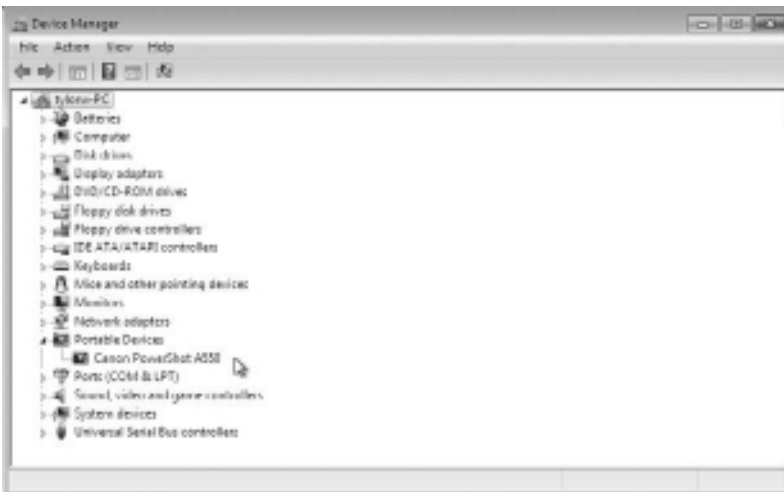 Device Manager
File Action View Help
Batteries
Computer
Disk drives
Display adapters
DVD/CD-ROM drives
Floppy disk drives
Floppy drive controllers
IDE ATA/ATAPI controllers
Keyboards
Mice and other pointing devices
Monitors
Network adapters
Portable Devices
Canon PowerShot A550
Ports (COM & LPT)
Sound, video and game controllers
System devices
Universal Serial Bus controllers